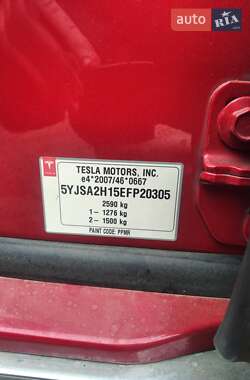 auto RIA
TESLA MOTORS, INC.
e4*2007/46*0667
5YJSA2H15EFP20305
2590 kg
1 – 1276 kg
2 – 1500 kg
PAINT CODE: PPMR